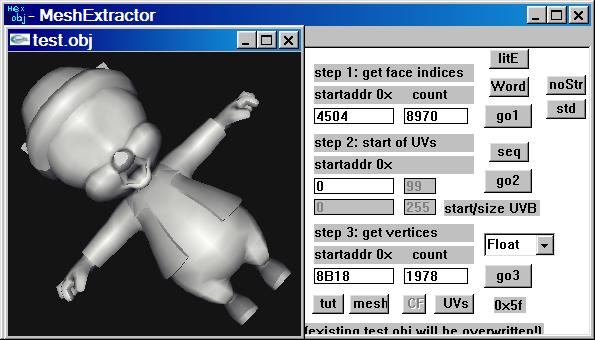 Hex
obj - MeshExtractor
test.obj
litE
step 1: get face indices
Word
noStr
startaddr 0x count
4504 8970
go1
std
step 2: start of UVs
seq
startaddr 0x
0 99
go2
0 255 start/size UVB
step 3: get vertices
Float
startaddr 0x count
8B18 1978
go3
tut mesh CF UVs 0x5f
(existing test.obj will be overwritten!)